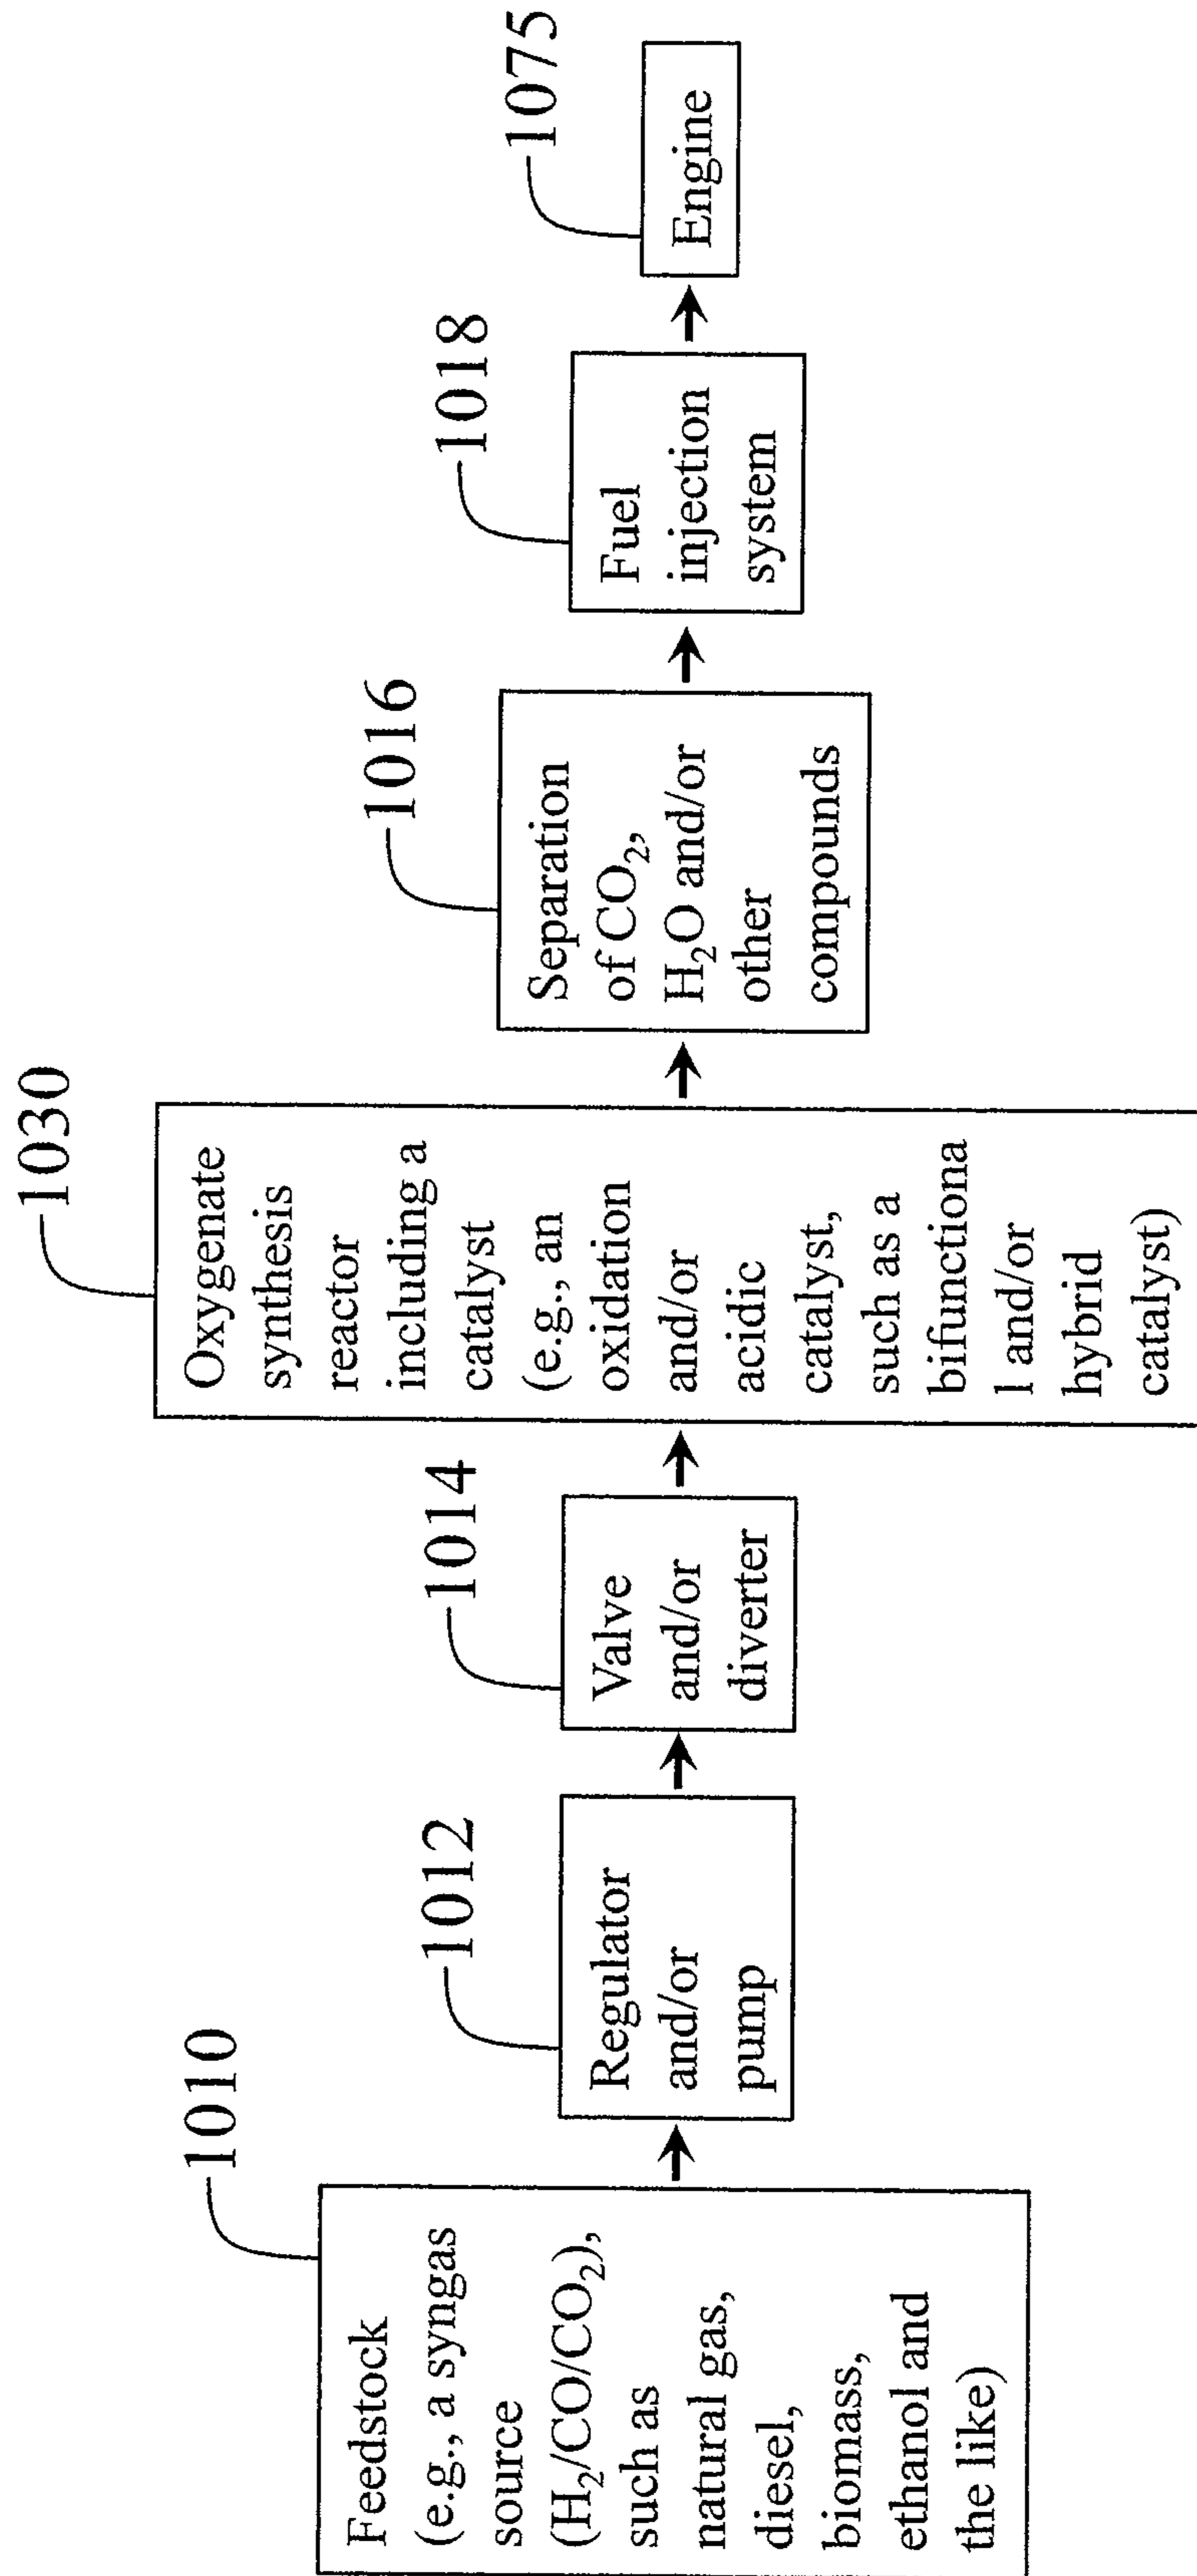 1010
Feedstock
(e.g., a syngas
source
(H₂/CO/CO₂),
such as
natural gas,
diesel,
biomass,
ethanol and
the like)
1012
Regulator
and/or
pump
1014
Valve
and/or
diverter
1030
Oxygenate
synthesis
reactor
including a
catalyst
(e.g., an
oxidation
and/or
acidic
catalyst,
such as a
bifunctiona
l and/or
hybrid
catalyst)
1016
Separation
of CO₂,
H₂O and/or
other
compounds
1018
Fuel
injection
system
1075
Engine